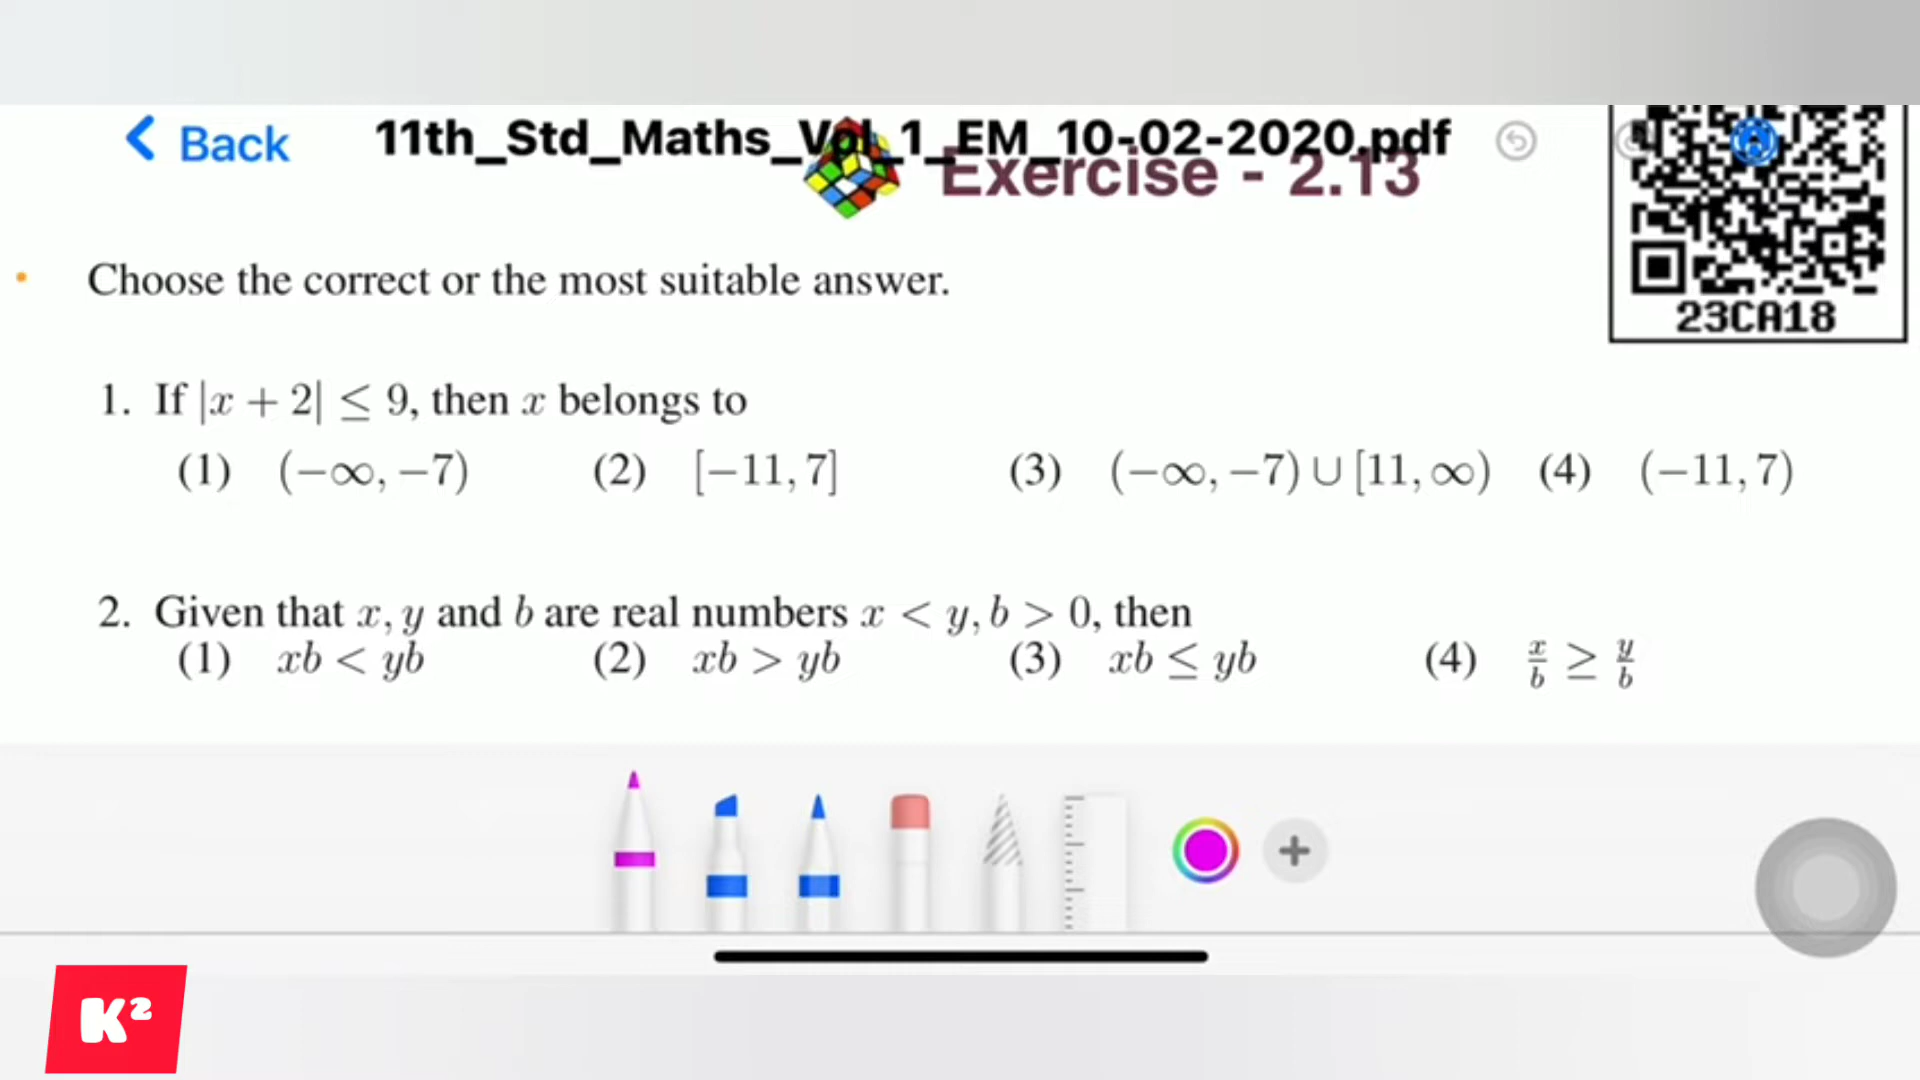 Back
11th_Std_Maths_Vol_1_EM_10-02-2020.pdf
Exercise - 2.13
23CA18
Choose the correct or the most suitable answer.
1. If |x + 2| ≤ 9, then x belongs to
(1) (−∞, −7) (2) [−11, 7] (3) (−∞, −7) ∪ [11, ∞) (4) (−11, 7)
2. Given that x, y and b are real numbers x < y, b > 0, then
(1) xb < yb (2) xb > yb (3) xb ≤ yb (4) x/b ≥ y/b
K²